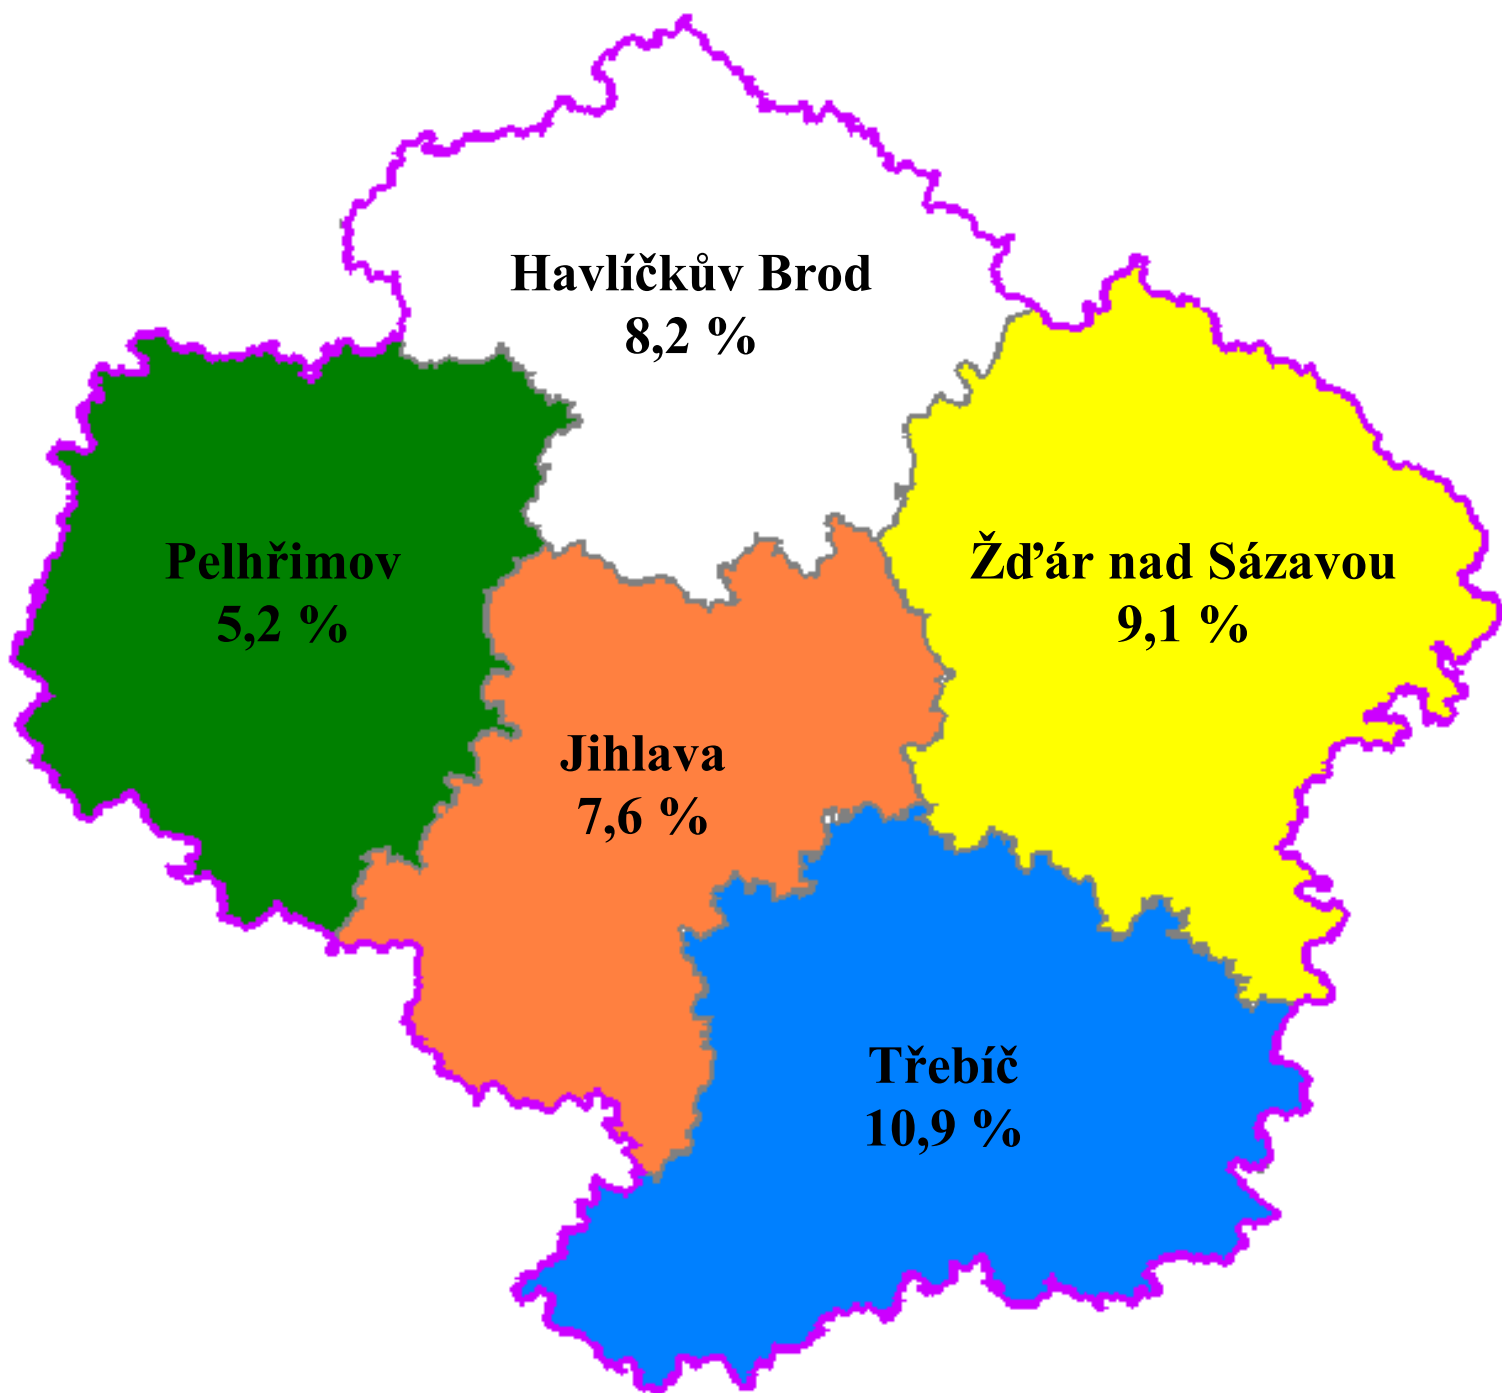 Havlíčkův Brod
8,2 %
Pelhřimov
5,2 %
Žďár nad Sázavou
9,1 %
Jihlava
7,6 %
Třebíč
10,9 %